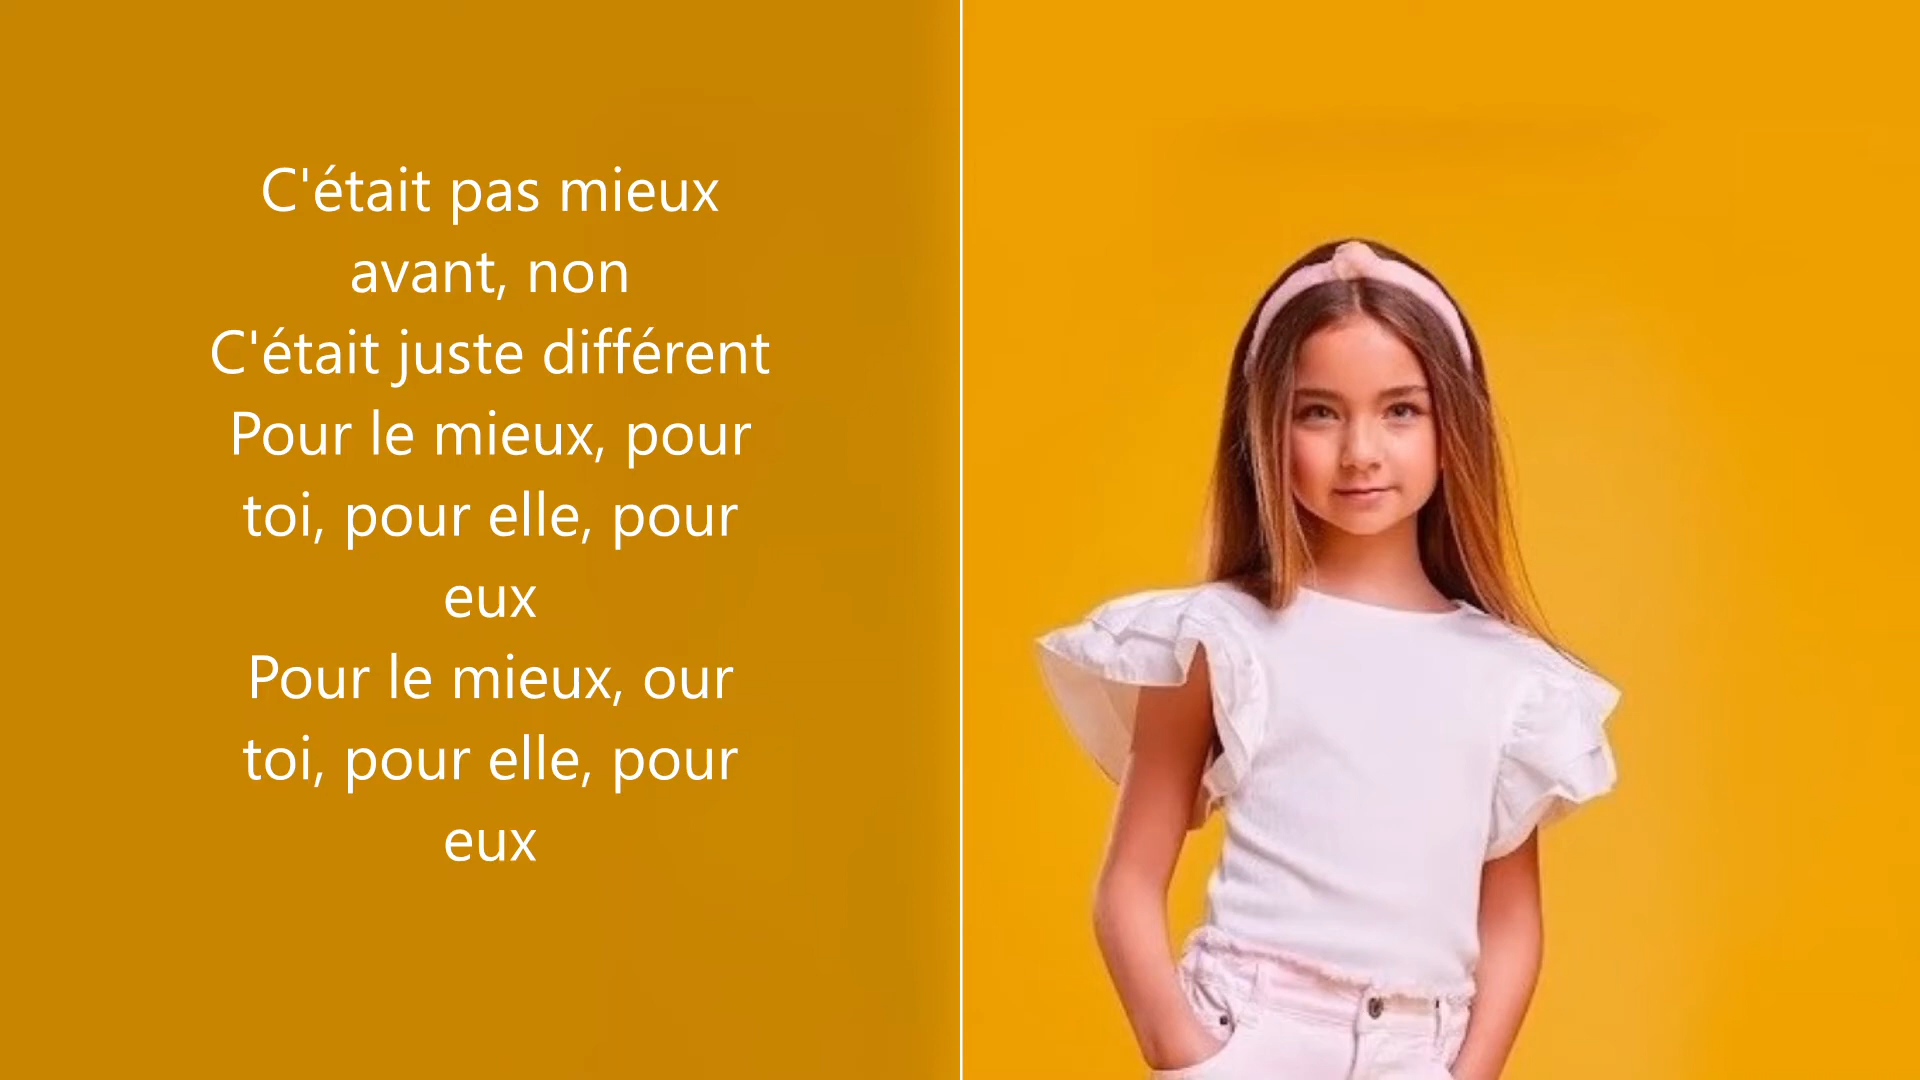 C'était pas mieux
avant, non
C'était juste différent
Pour le mieux, pour
toi, pour elle, pour
eux
Pour le mieux, our
toi, pour elle, pour
eux